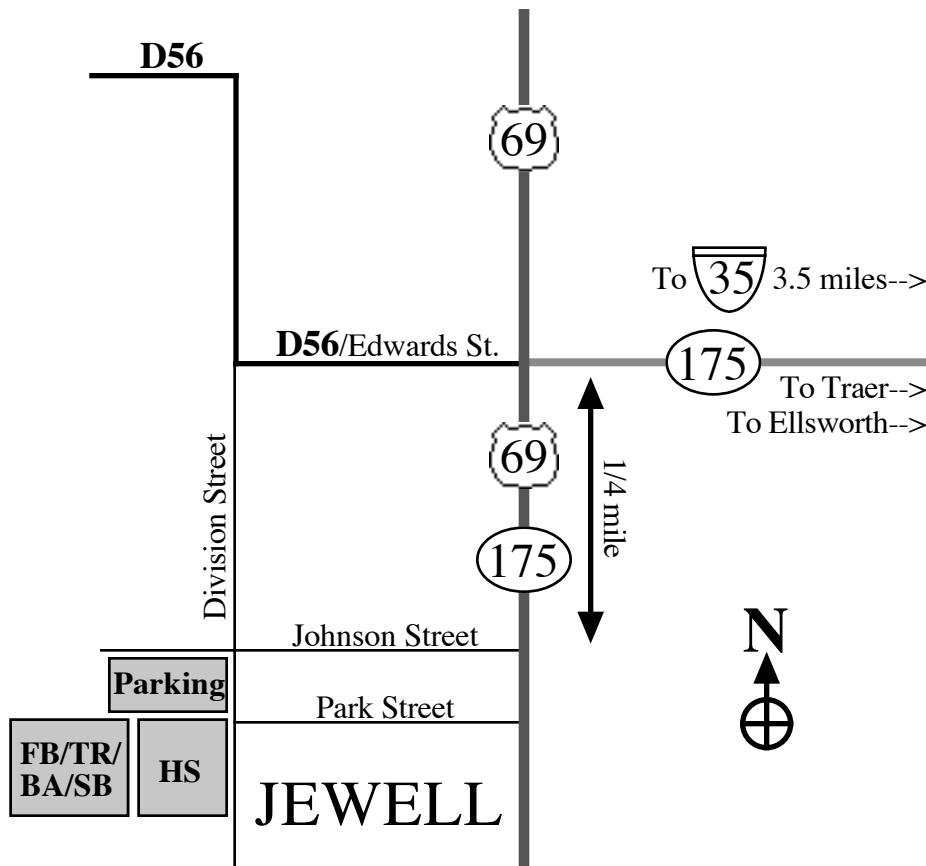 D56
69
To 35 3.5 miles-->
D56/Edwards St.
175
To Traer-->
To Ellsworth-->
69
1/4 mile
Division Street
175
Johnson Street
N
Parking
Park Street
FB/TR/
BA/SB
HS
JEWELL